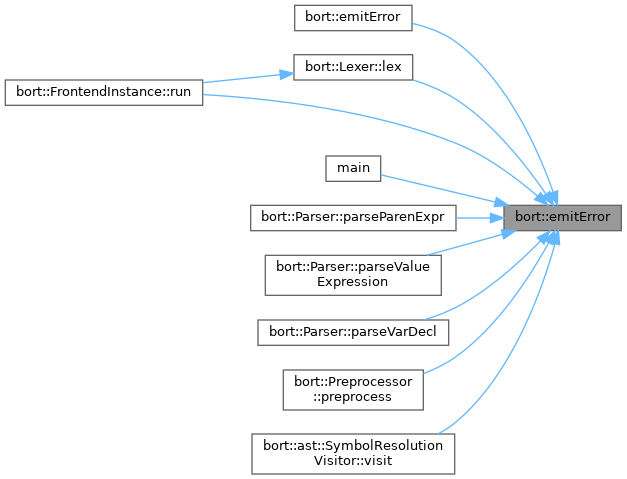 bort::emitError
bort::Lexer::lex
bort::FrontendInstance::run
main
bort::Parser::parseParenExpr
bort::emitError
bort::Parser::parseValue
Expression
bort::Parser::parseVarDecl
bort::Preprocessor
::preprocess
bort::ast::SymbolResolution
Visitor::visit